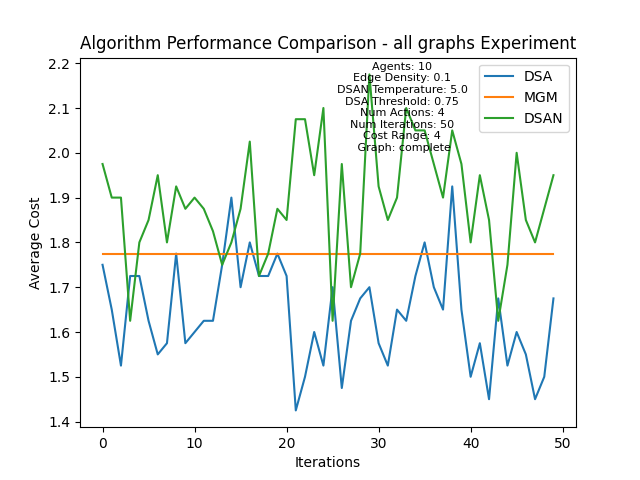 Algorithm Performance Comparison - all graphs Experiment
Agents: 10
Edge Density: 0.1
DSAN Temperature: 5.0
DSA Threshold: 0.75
Num Actions: 4
Num Iterations: 50
Cost Range: 4
Graph: complete
DSA
MGM
DSAN
2.2
2.1
2.0
1.9
1.8
1.7
1.6
1.5
1.4
Average Cost
0
10
20
30
40
50
Iterations